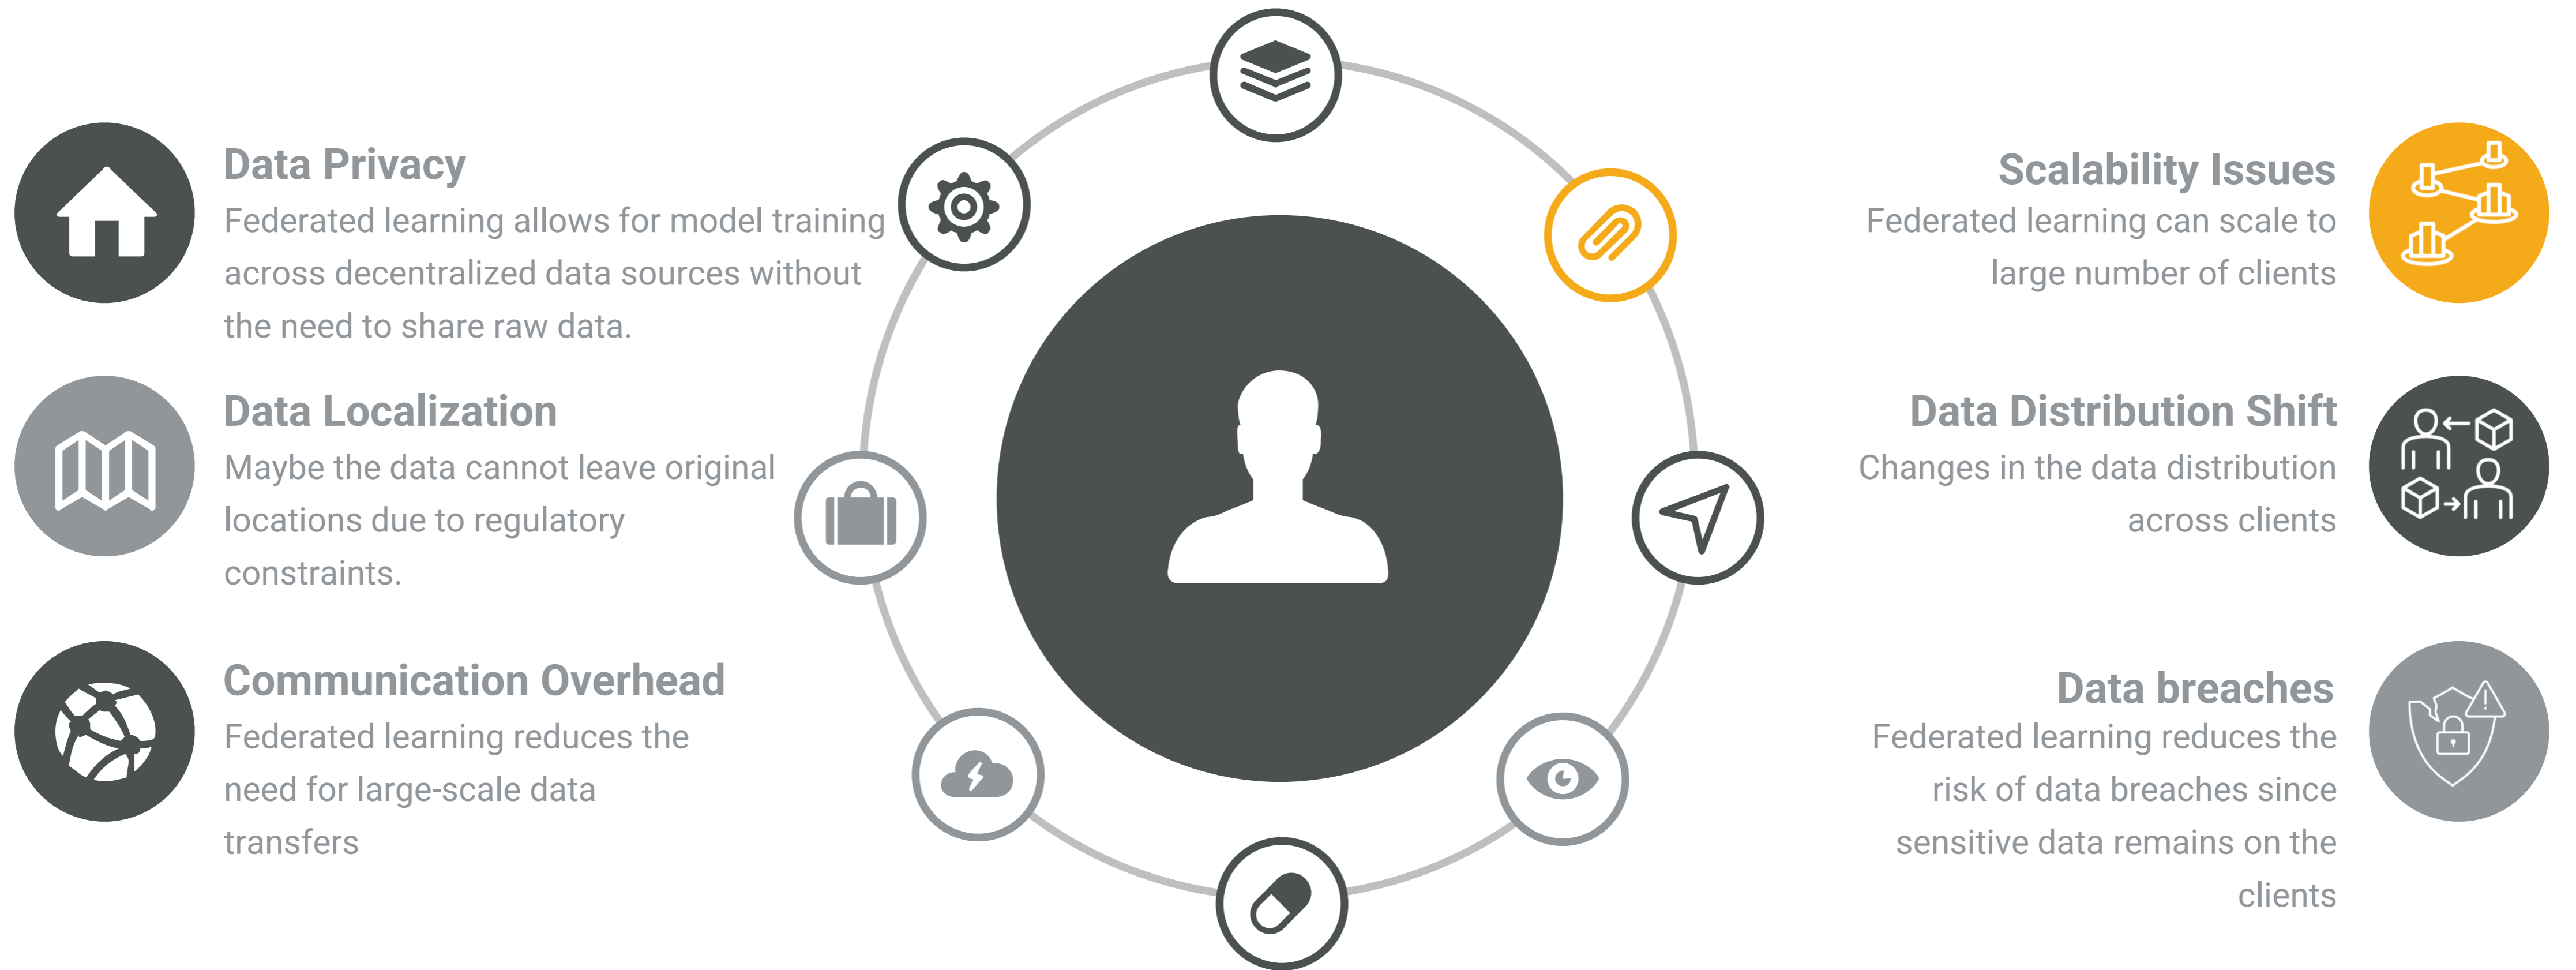 Data Privacy
Federated learning allows for model training
across decentralized data sources without
the need to share raw data.
Data Localization
Maybe the data cannot leave original
locations due to regulatory
constraints.
Communication Overhead
Federated learning reduces the
need for large-scale data
transfers
Scalability Issues
Federated learning can scale to
large number of clients
Data Distribution Shift
Changes in the data distribution
across clients
Data breaches
Federated learning reduces the
risk of data breaches since
sensitive data remains on the
clients